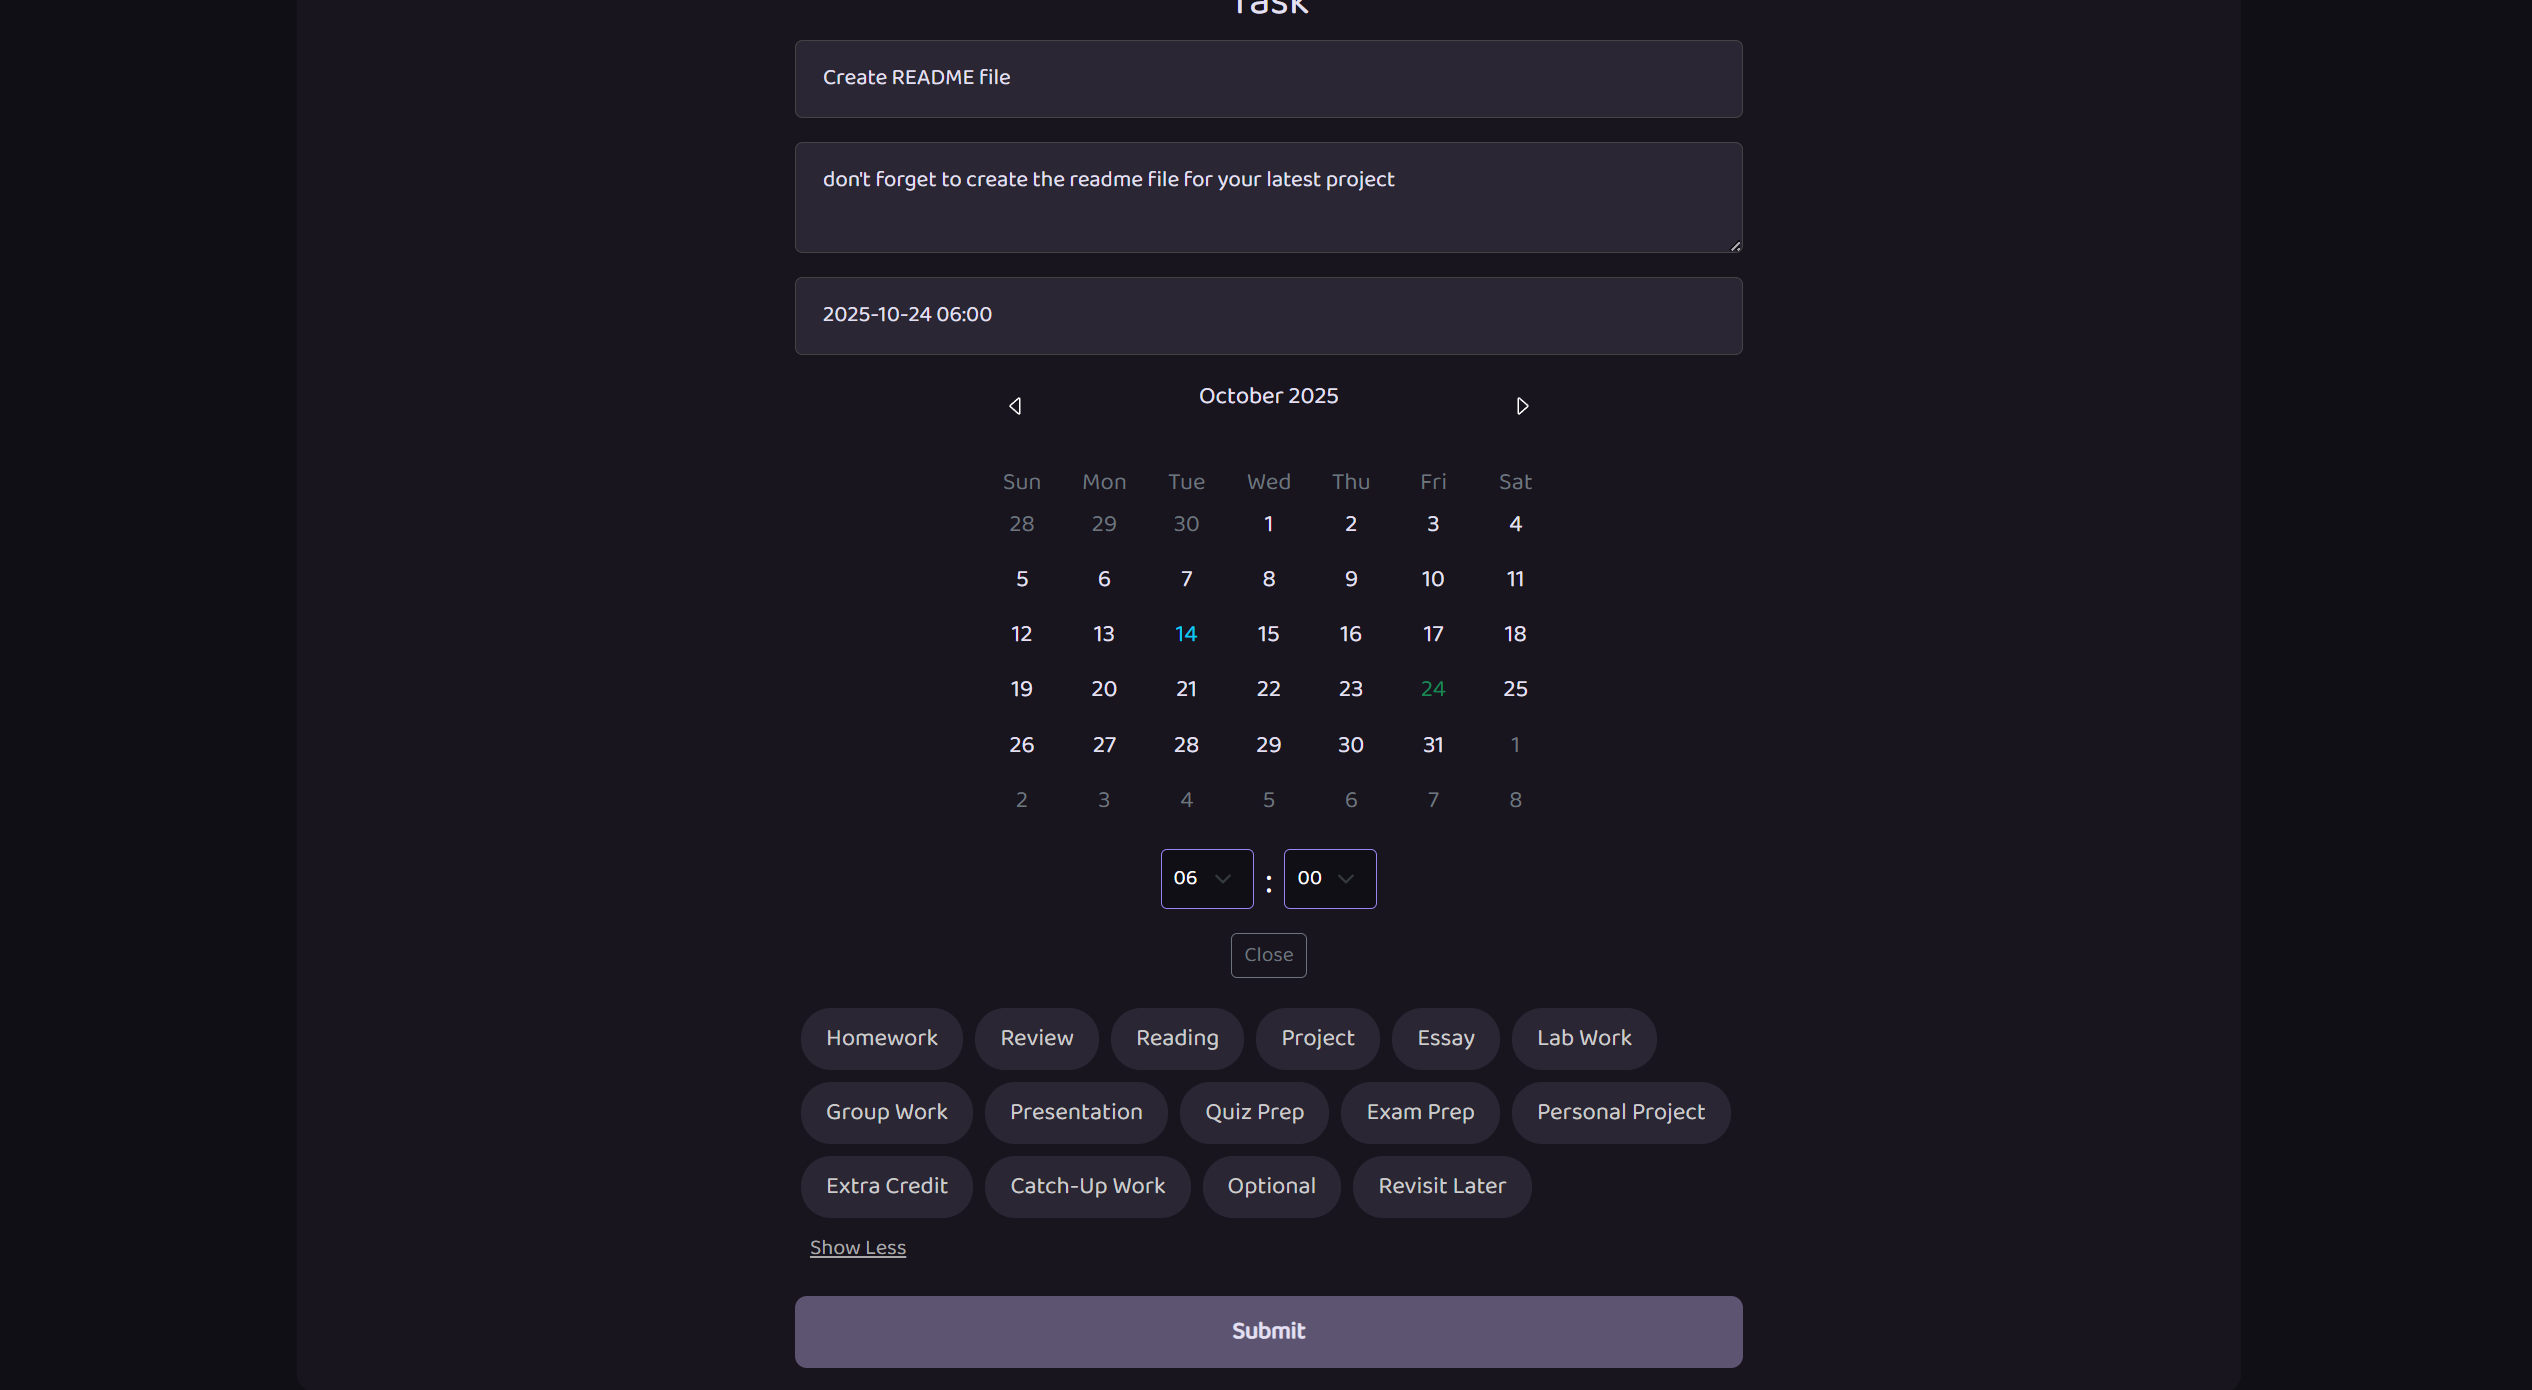 Task
Create README file
don't forget to create the readme file for your latest project
2025-10-24 06:00
October 2025
Sun Mon Tue Wed Thu Fri Sat
28 29 30 1 2 3 4
5 6 7 8 9 10 11
12 13 14 15 16 17 18
19 20 21 22 23 24 25
26 27 28 29 30 31 1
2 3 4 5 6 7 8
06 : 00
Close
Homework Review Reading Project Essay Lab Work
Group Work Presentation Quiz Prep Exam Prep Personal Project
Extra Credit Catch-Up Work Optional Revisit Later
Show Less
Submit